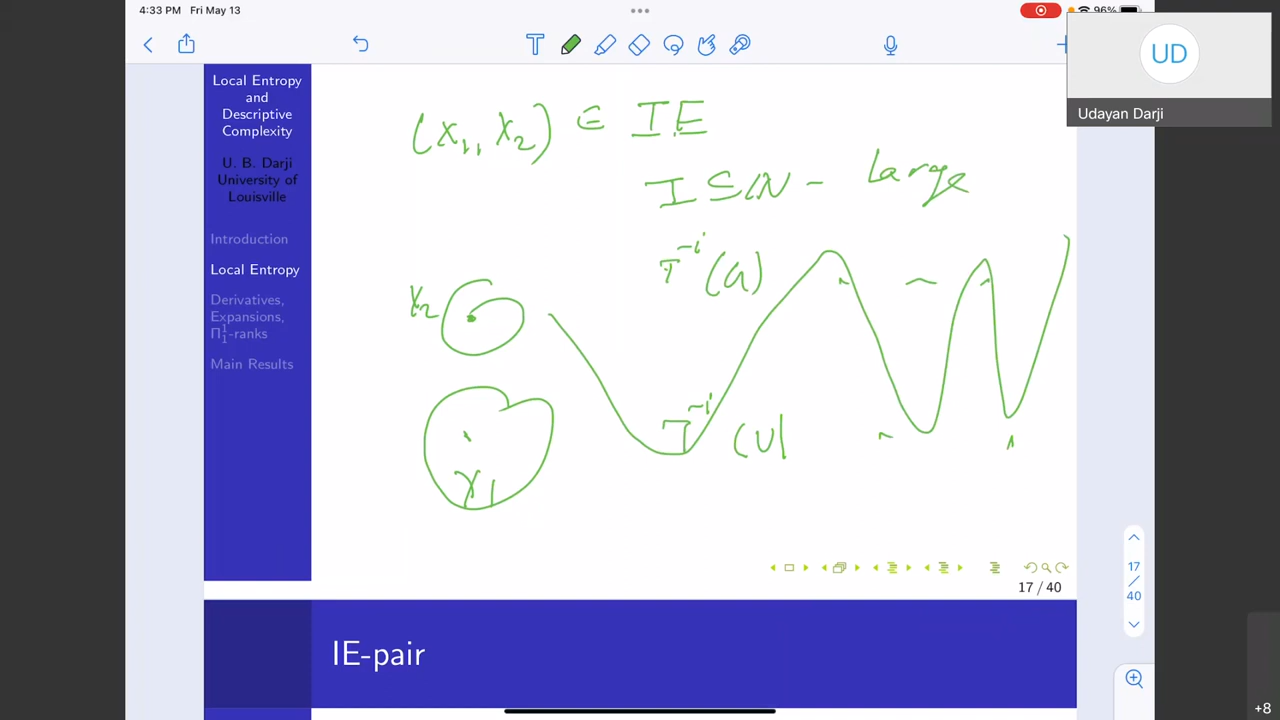 4:33 PM Fri May 13
96%
UD
Udayan Darji
Local Entropy
and
Descriptive
Complexity
U. B. Darji
University of
Louisville
Introduction
Local Entropy
Derivatives,
Expansions,
Π¹₁-ranks
Main Results
(x₁, x₂) ∈ IE
I ⊆ ℕ - Large
T⁻ⁱ (U)
x₂
T⁻ⁱ (U)
x₁
17 / 40
17
/
40
IE-pair
+8